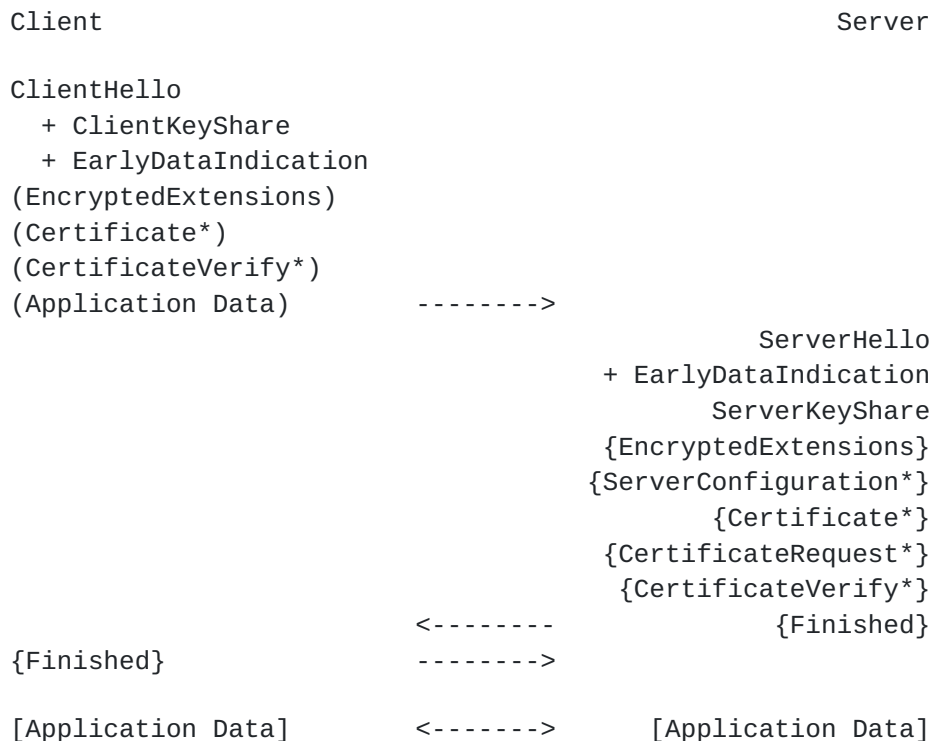 Client                                               Server

ClientHello
  + ClientKeyShare
  + EarlyDataIndication
(EncryptedExtensions)
(Certificate*)
(CertificateVerify*)
(Application Data)        -------->
                                                ServerHello
                                      + EarlyDataIndication
                                             ServerKeyShare
                                      {EncryptedExtensions}
                                     {ServerConfiguration*}
                                             {Certificate*}
                                      {CertificateRequest*}
                                       {CertificateVerify*}
                          <--------              {Finished}
{Finished}                -------->

[Application Data]        <------->      [Application Data]